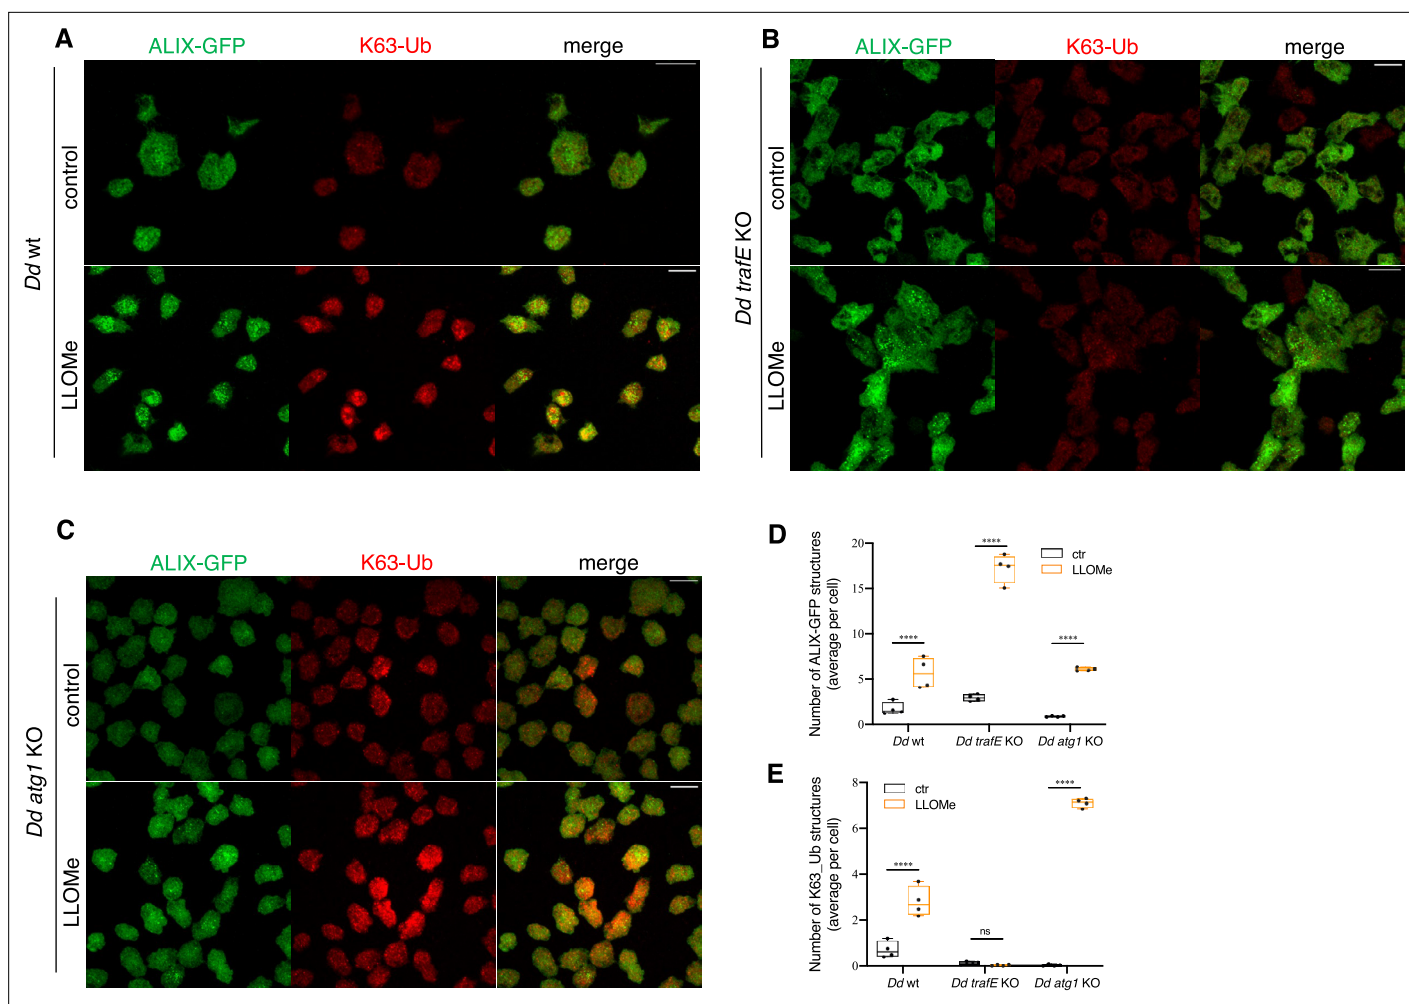 A
ALIX-GFP K63-Ub merge
Dd wt
control
LLOMe
B
ALIX-GFP K63-Ub merge
Dd trafE KO
control
LLOMe
C
ALIX-GFP K63-Ub merge
Dd atg1 KO
control
LLOMe
D
Number of ALIX-GFP structures
(average per cell)
20
15
10
5
0
****
****
****
ctr
LLOMe
Dd wt Dd trafE KO Dd atg1 KO
E
Number of K63_Ub structures
(average per cell)
8
6
4
2
0
ctr
LLOMe
****
ns
****
Dd wt Dd trafE KO Dd atg1 KO